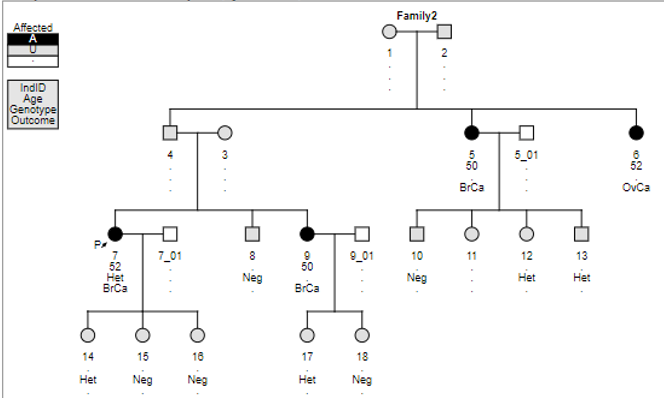 Family2
Affected
A
U
.
IndID
Age
Genotype
Outcome
1 2
. .
. .
. .
4 3 5 5_01 6
. . 50 . 52
. . . . .
. . BrCa . OvCa
P
7 7_01 8 9 9_01 10 11 12 13
52 . . 50 . . . . .
Het . Neg . . Neg . Het Het
BrCa . . BrCa . . . . .
14 15 16 17 18
. . . . .
Het Neg Neg Het Neg
. . . . .